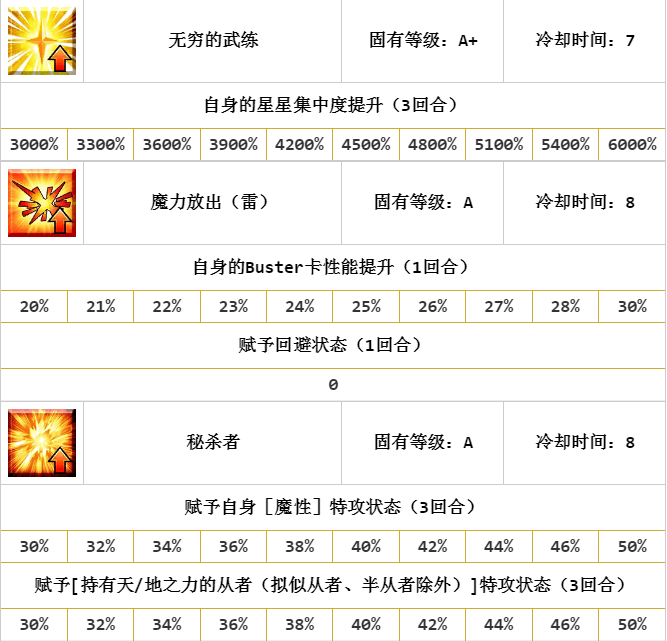 无穷的武练 固有等级：A+ 冷却时间：7
自身的星星集中度提升（3回合）
3000% 3300% 3600% 3900% 4200% 4500% 4800% 5100% 5400% 6000%
魔力放出（雷） 固有等级：A 冷却时间：8
自身的Buster卡性能提升（1回合）
20% 21% 22% 23% 24% 25% 26% 27% 28% 30%
赋予回避状态（1回合）
0
秘杀者 固有等级：A 冷却时间：8
赋予自身［魔性］特攻状态（3回合）
30% 32% 34% 36% 38% 40% 42% 44% 46% 50%
赋予[持有天/地之力的从者（拟似从者、半从者除外）]特攻状态（3回合）
30% 32% 34% 36% 38% 40% 42% 44% 46% 50%